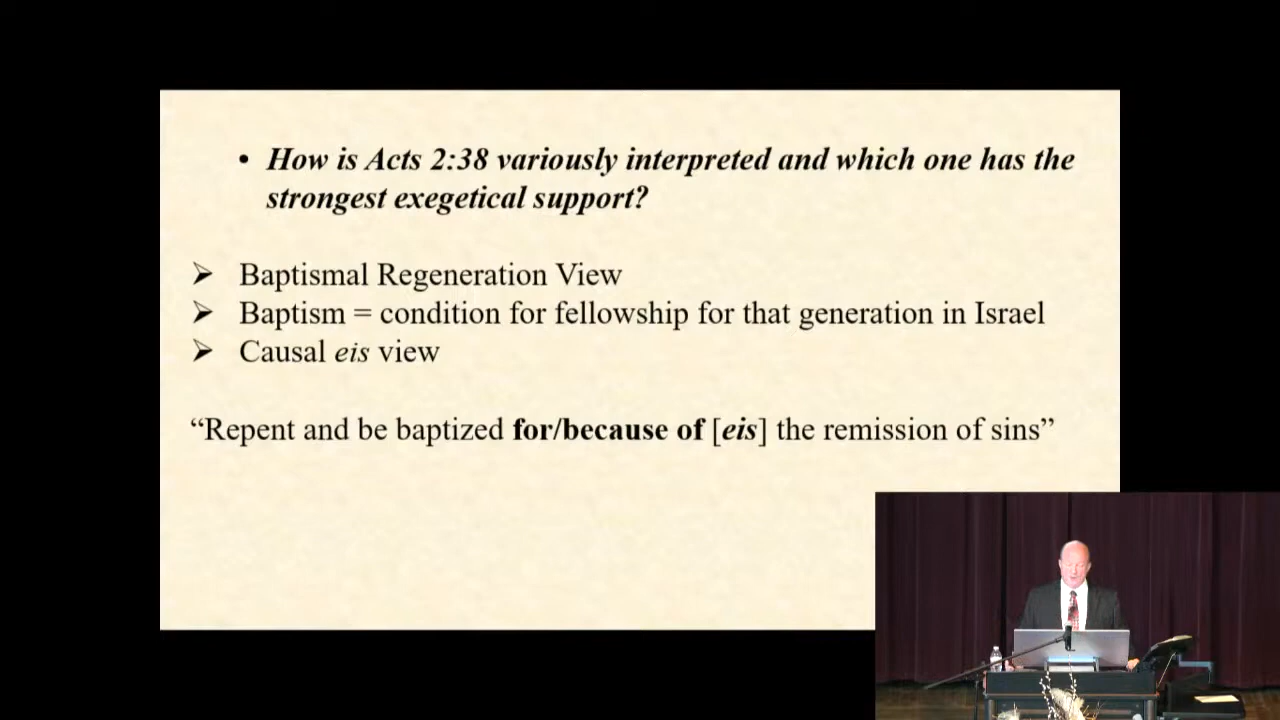 • How is Acts 2:38 variously interpreted and which one has the
strongest exegetical support?
➢ Baptismal Regeneration View
➢ Baptism = condition for fellowship for that generation in Israel
➢ Causal eis view
“Repent and be baptized for/because of [eis] the remission of sins”